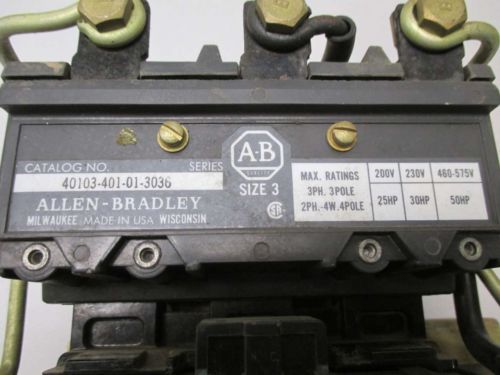 CATALOG NO. SERIES
40103-401-01-3036
ALLEN-BRADLEY
MILWAUKEE MADE IN USA WISCONSIN
A-B
QUALITY
SIZE 3
MAX. RATINGS 200V 230V 460-575V
3PH. 3POLE
2PH.-4W. 4POLE 25HP 30HP 50HP